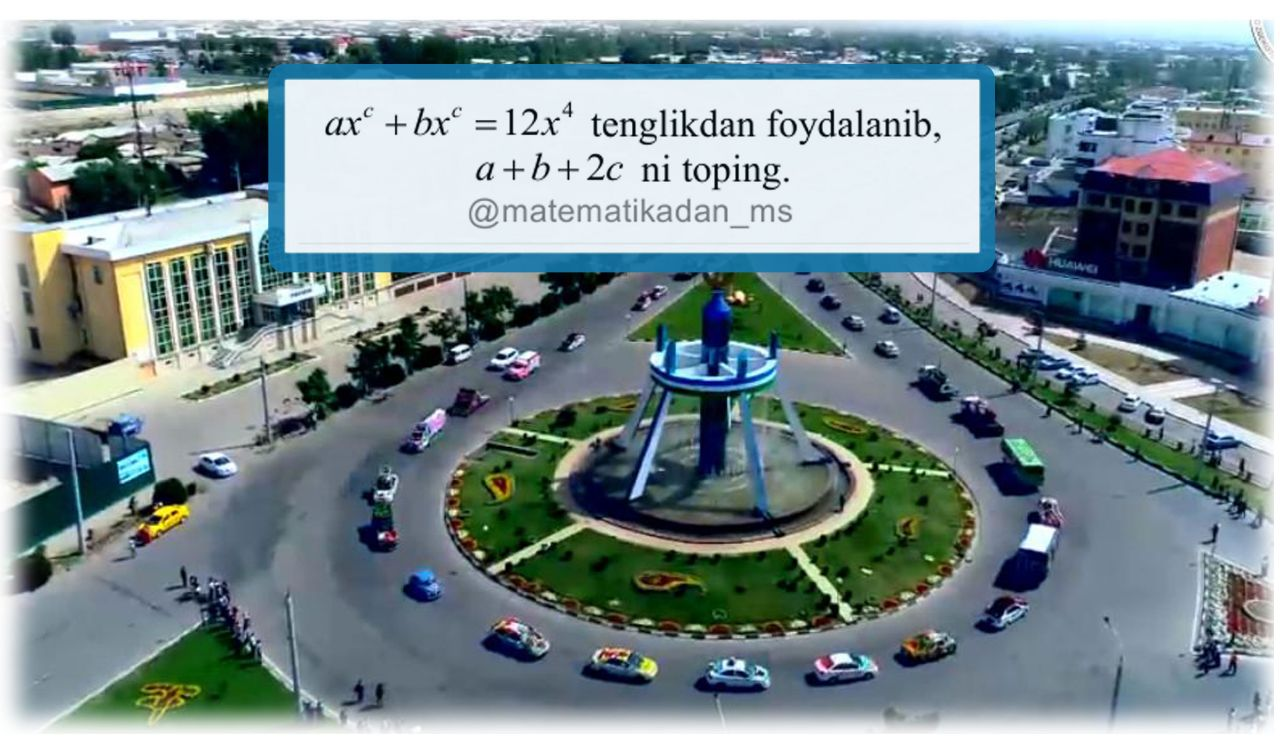 ax^c + bx^c = 12x^4 tenglikdan foydalanib,
a + b + 2c ni toping.
@matematikadan_ms
HUAWEI